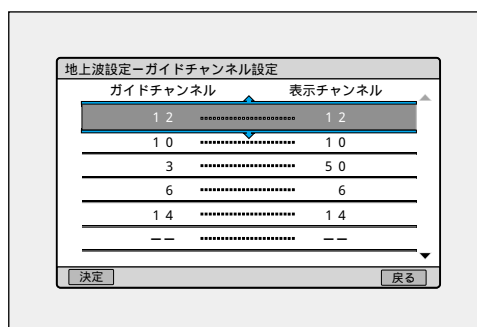 地上波設定ーガイドチャンネル設定
ガイドチャンネル 表示チャンネル
12 12
10 10
3 50
6 6
14 14
ーー ーー
決定 戻る